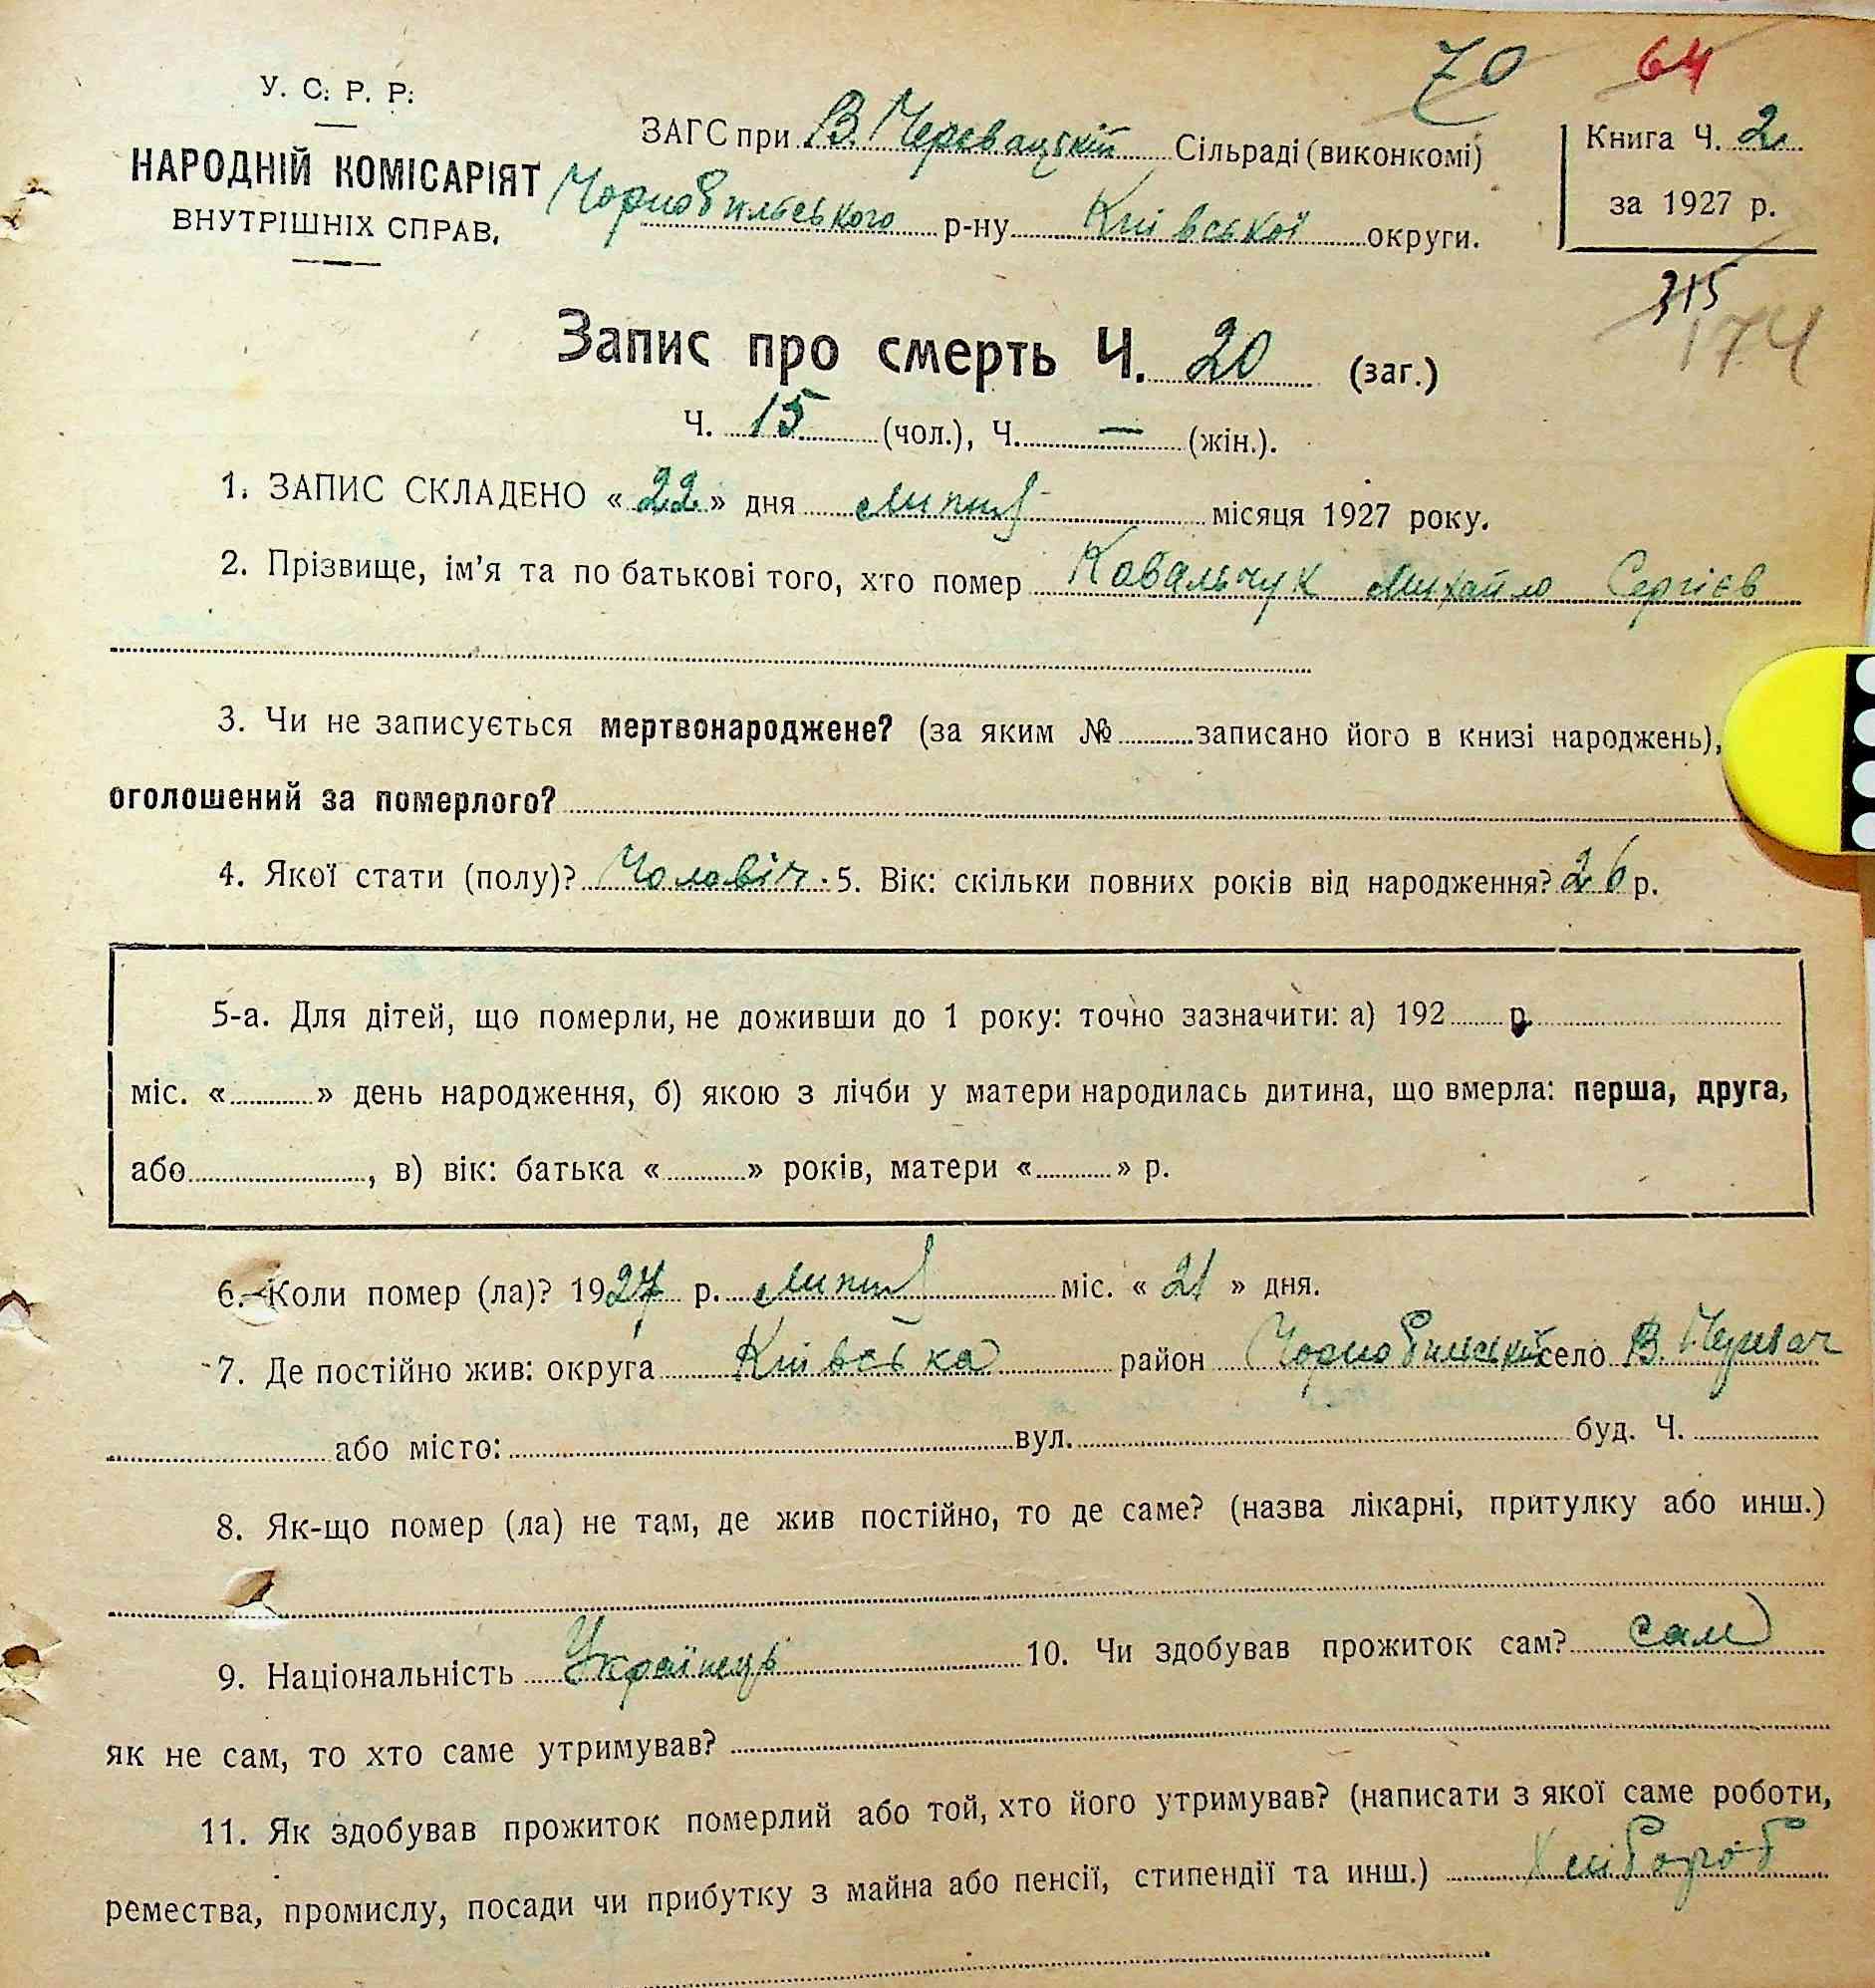 70 64
У. С. Р. Р.
НАРОДНІЙ КОМІСАРІЯТ
ВНУТРІШНІХ СПРАВ,
ЗАГС при В. Черевацькій Сільраді (виконкомі)
Чорнобильського р-ну Київської округи.
Книга Ч. 2
за 1927 р.
315
174
Запис про смерть Ч. 20 (заг.)
Ч. 15 (чол.), Ч. — (жін.).
1. ЗАПИС СКЛАДЕНО «22» дня липня місяця 1927 року.
2. Прізвище, ім'я та по батькові того, хто помер Ковальчук Михайло Сергієв
3. Чи не записується мертвонароджене? (за яким № записано його в книзі народжень),
оголошений за померлого?
4. Якої стати (полу)? Чоловіч. 5. Вік: скільки повних років від народження? 26 р.
5-а. Для дітей, що померли, не доживши до 1 року: точно зазначити: а) 192 р.
міс. « » день народження, б) якою з лічби у матери народилась дитина, що вмерла: перша, друга,
або , в) вік: батька « » років, матери « » р.
6. Коли помер (ла)? 1927 р. липня міс. « 21 » дня.
7. Де постійно жив: округа Київська район Чорнобильський село В. Черевач
або місто: вул. буд. Ч.
8. Як-що помер (ла) не там, де жив постійно, то де саме? (назва лікарні, притулку або инш.)
9. Національність Українець 10. Чи здобував прожиток сам? сам
як не сам, то хто саме утримував?
11. Як здобував прожиток померлий або той, хто його утримував? (написати з якої саме роботи,
ремества, промислу, посади чи прибутку з майна або пенсії, стипендії та инш.) Хлібороб